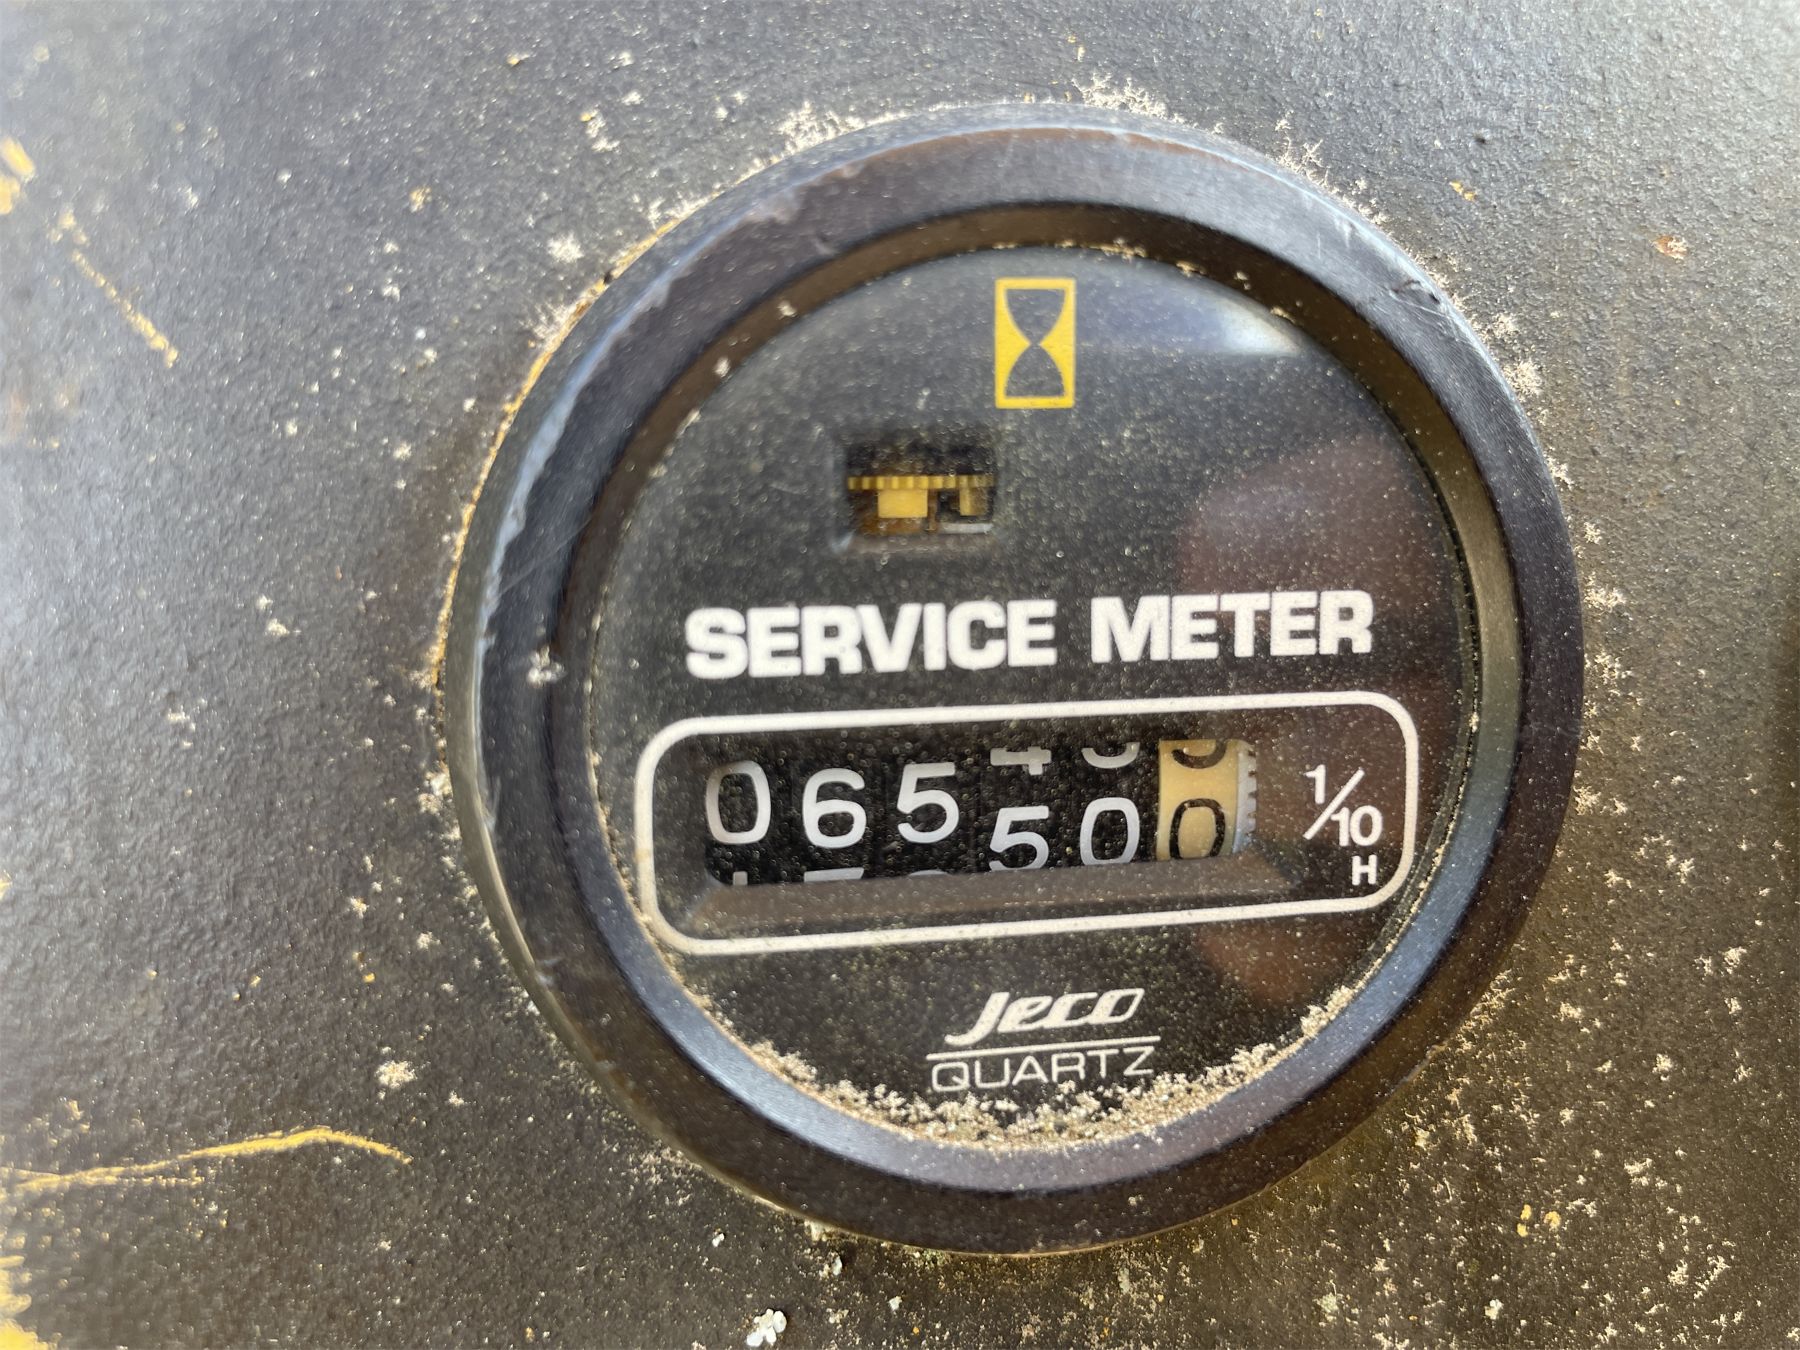 SERVICE METER
065500
1/10
H
Jeco
QUARTZ